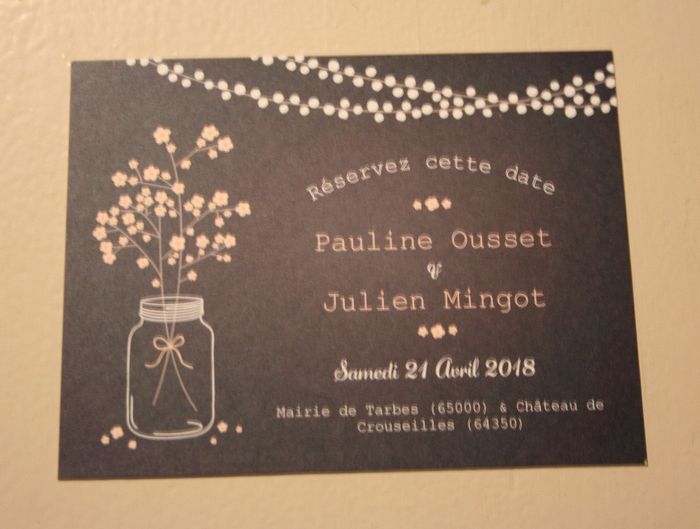 Réservez cette date
Pauline Ousset
&
Julien Mingot
Samedi 21 Avril 2018
Mairie de Tarbes (65000) & Château de
Crouseilles (64350)